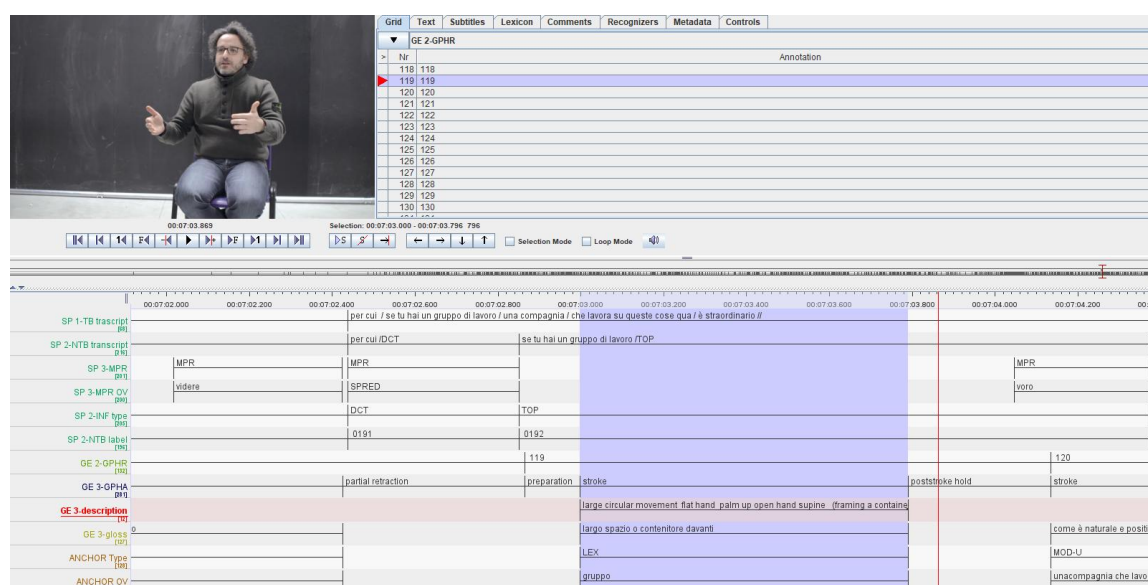 Grid Text Subtitles Lexicon Comments Recognizers Metadata Controls
▼ GE 2-GPHR
> Nr Annotation
118 118
119 119
120 120
121 121
122 122
123 123
124 124
125 125
126 126
127 127
128 128
129 129
130 130
00:07:03.869 Selection: 00:07:03.000 - 00:07:03.796 796
Selection Mode Loop Mode
00:07:02.000 00:07:02.200 00:07:02.400 00:07:02.600 00:07:02.800 00:07:03.000 00:07:03.200 00:07:03.400 00:07:03.600 00:07:03.800 00:07:04.000 00:07:04.200 00:
SP 1-TB trascript per cui / se tu hai un gruppo di lavoro / una compagnia / che lavora su queste cose qua / è straordinario //
SP 2-NTB transcript per cui /DCT se tu hai un gruppo di lavoro /TOP
SP 3-MPR MPR MPR MPR
SP 3-MPR OV videre SPRED voro
SP 2-INF type DCT TOP
SP 2-NTB label 0191 0192
GE 2-GPHR 119 120
GE 3-GPHA partial retraction preparation stroke poststroke hold stroke
GE 3-description large circular movement flat hand palm up open hand supine (framing a containe
GE 3-gloss largo spazio o contenitore davanti come è naturale e positi
ANCHOR Type LEX MOD-U
ANCHOR OV gruppo unacompagnia che lavo